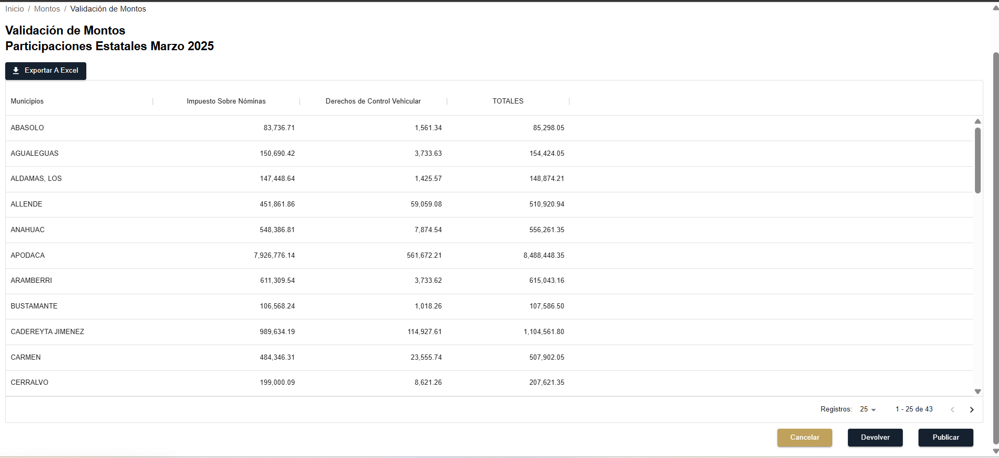 Inicio / Montos / Validación de Montos
Validación de Montos
Participaciones Estatales Marzo 2025
Exportar A Excel
Municipios | Impuesto Sobre Nóminas | Derechos de Control Vehicular | TOTALES |
ABASOLO 83,736.71 1,561.34 85,298.05
AGUALEGUAS 150,690.42 3,733.63 154,424.05
ALDAMAS, LOS 147,448.64 1,425.57 148,874.21
ALLENDE 451,861.86 59,059.08 510,920.94
ANAHUAC 548,386.81 7,874.54 556,261.35
APODACA 7,926,776.14 561,672.21 8,488,448.35
ARAMBERRI 611,309.54 3,733.62 615,043.16
BUSTAMANTE 106,568.24 1,018.26 107,586.50
CADEREYTA JIMENEZ 989,634.19 114,927.61 1,104,561.80
CARMEN 484,346.31 23,555.74 507,902.05
CERRALVO 199,000.09 8,621.26 207,621.35
Registros: 25 1 - 25 de 43
Cancelar Devolver Publicar